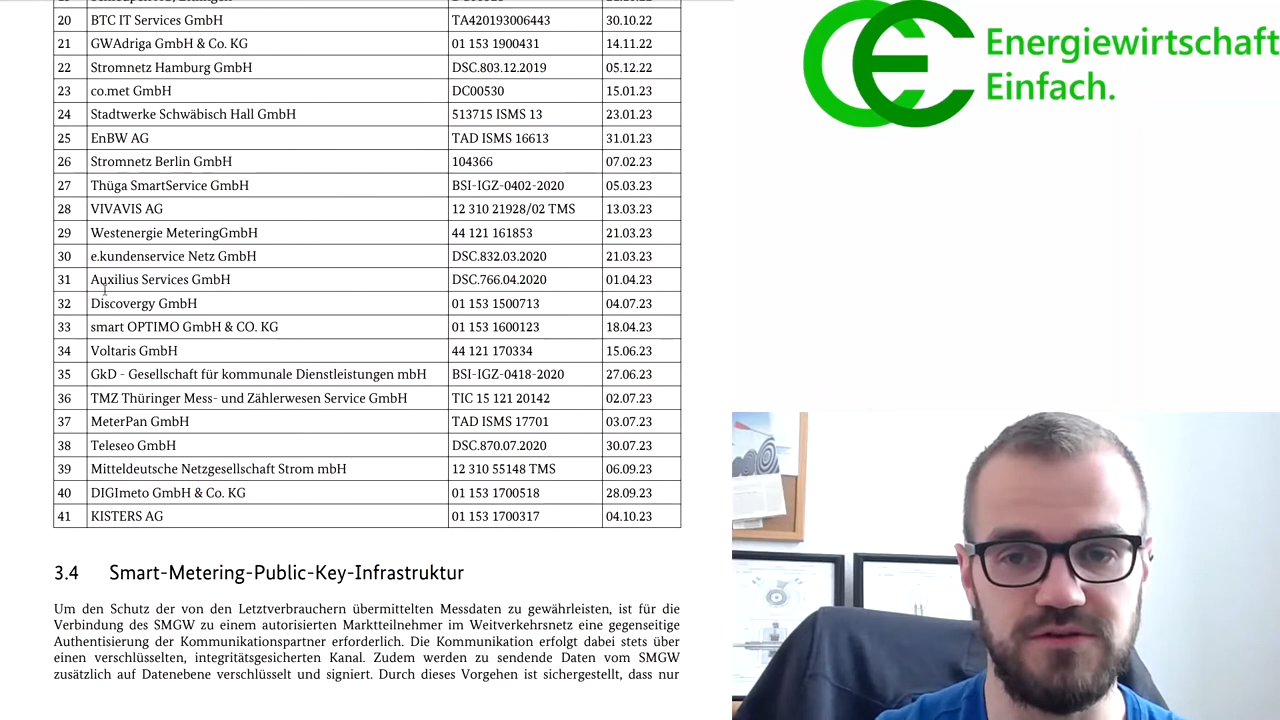 20 BTC IT Services GmbH TA420193006443 30.10.22
21 GWAdriga GmbH & Co. KG 01 153 1900431 14.11.22
22 Stromnetz Hamburg GmbH DSC.803.12.2019 05.12.22
23 co.met GmbH DC00530 15.01.23
24 Stadtwerke Schwäbisch Hall GmbH 513715 ISMS 13 23.01.23
25 EnBW AG TAD ISMS 16613 31.01.23
26 Stromnetz Berlin GmbH 104366 07.02.23
27 Thüga SmartService GmbH BSI-IGZ-0402-2020 05.03.23
28 VIVAVIS AG 12 310 21928/02 TMS 13.03.23
29 Westenergie MeteringGmbH 44 121 161853 21.03.23
30 e.kundenservice Netz GmbH DSC.832.03.2020 21.03.23
31 Auxilius Services GmbH DSC.766.04.2020 01.04.23
32 Discovergy GmbH 01 153 1500713 04.07.23
33 smart OPTIMO GmbH & CO. KG 01 153 1600123 18.04.23
34 Voltaris GmbH 44 121 170334 15.06.23
35 GkD - Gesellschaft für kommunale Dienstleistungen mbH BSI-IGZ-0418-2020 27.06.23
36 TMZ Thüringer Mess- und Zählerwesen Service GmbH TIC 15 121 20142 02.07.23
37 MeterPan GmbH TAD ISMS 17701 03.07.23
38 Teleseo GmbH DSC.870.07.2020 30.07.23
39 Mitteldeutsche Netzgesellschaft Strom mbH 12 310 55148 TMS 06.09.23
40 DIGImeto GmbH & Co. KG 01 153 1700518 28.09.23
41 KISTERS AG 01 153 1700317 04.10.23
3.4 Smart-Metering-Public-Key-Infrastruktur
Um den Schutz der von den Letztverbrauchern übermittelten Messdaten zu gewährleisten, ist für die
Verbindung des SMGW zu einem autorisierten Marktteilnehmer im Weitverkehrsnetz eine gegenseitige
Authentisierung der Kommunikationspartner erforderlich. Die Kommunikation erfolgt dabei stets über
einen verschlüsselten, integritätsgesicherten Kanal. Zudem werden zu sendende Daten vom SMGW
zusätzlich auf Datenebene verschlüsselt und signiert. Durch dieses Vorgehen ist sichergestellt, dass nur
Energiewirtschaft
Einfach.